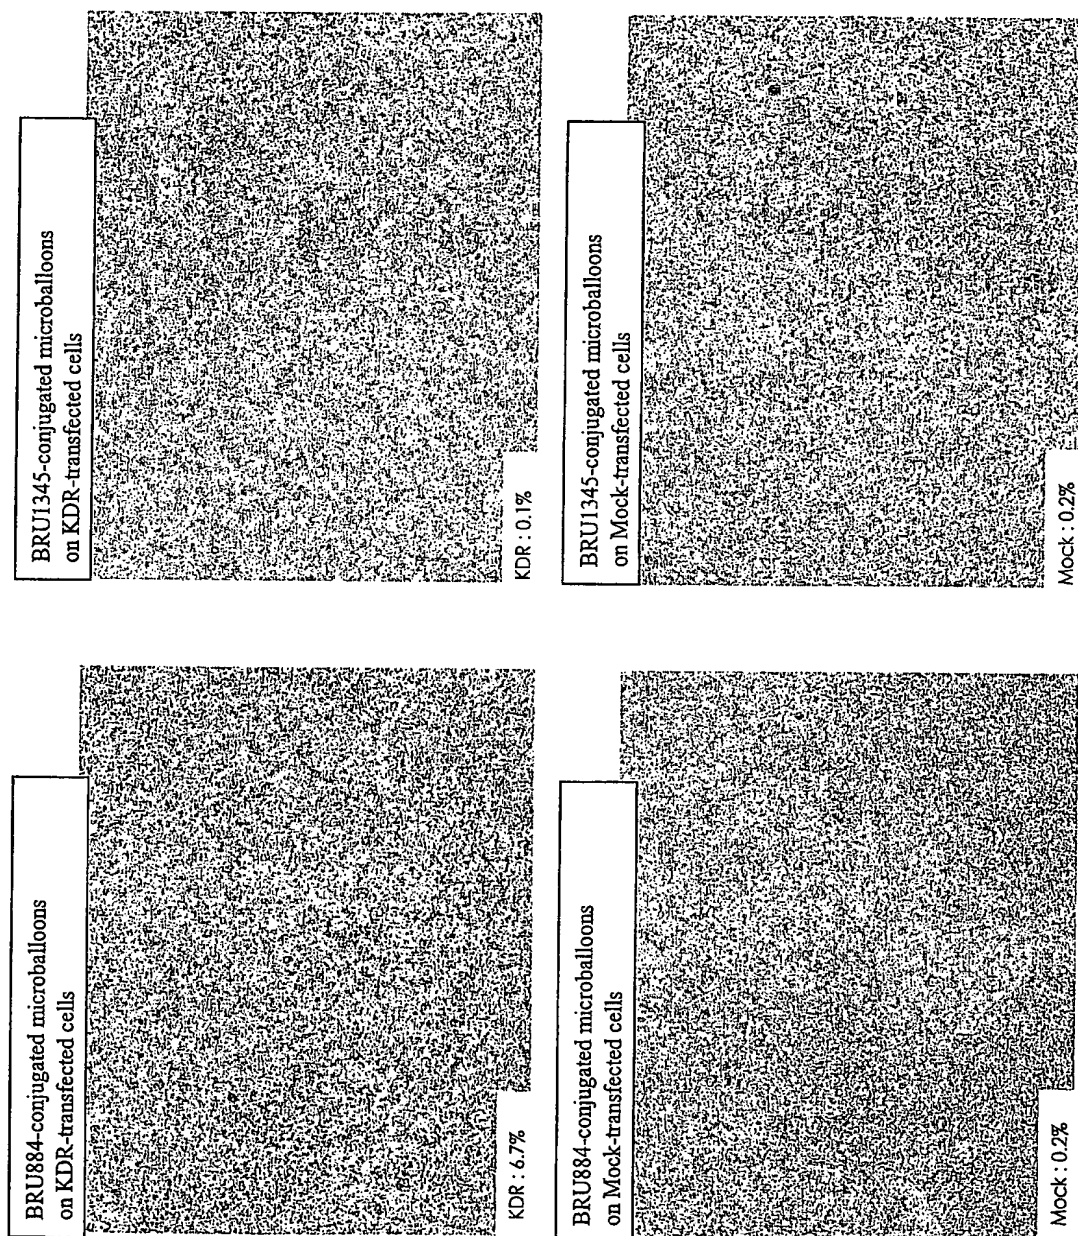 BRU884-conjugated microballoons
on KDR-transfected cells
KDR : 6.7%
BRU884-conjugated microballoons
on Mock-transfected cells
Mock : 0.2%
BRU1345-conjugated microballoons
on KDR-transfected cells
KDR : 0.1%
BRU1345-conjugated microballoons
on Mock-transfected cells
Mock : 0.2%